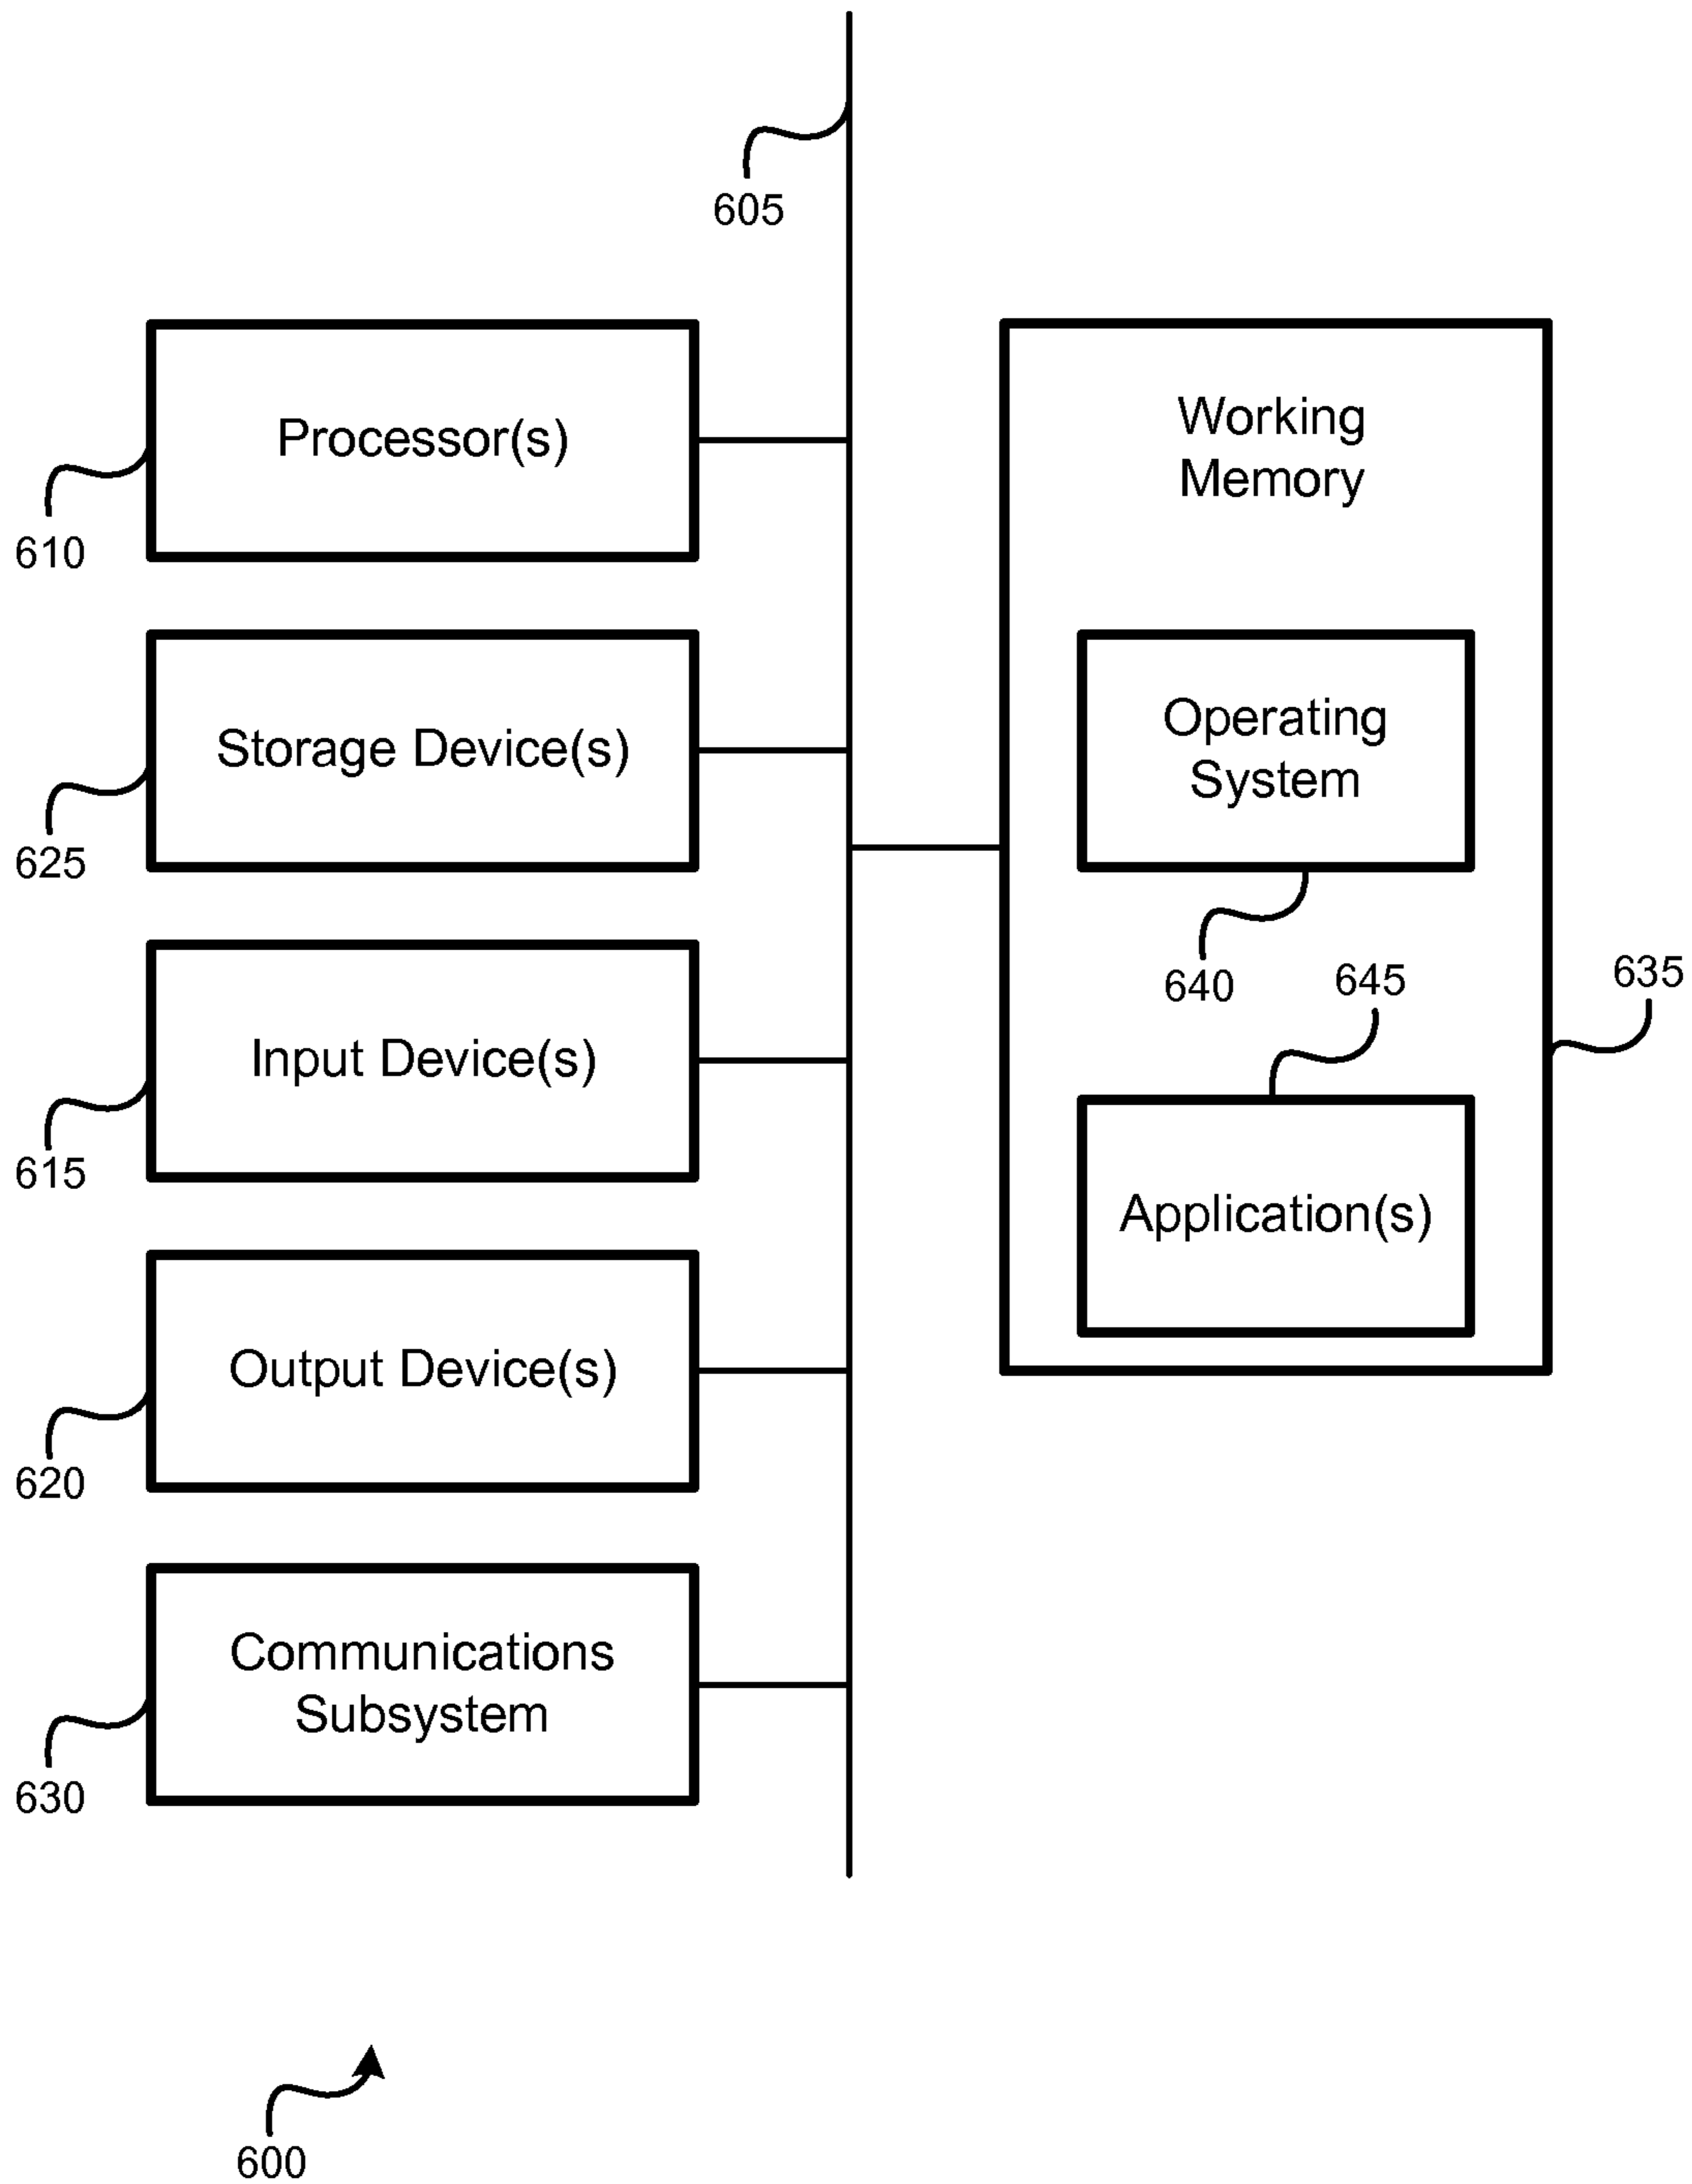 605
Processor(s)
610
Storage Device(s)
625
Input Device(s)
615
Output Device(s)
620
Communications
Subsystem
630
Working
Memory
Operating
System
640
645
635
Application(s)
600